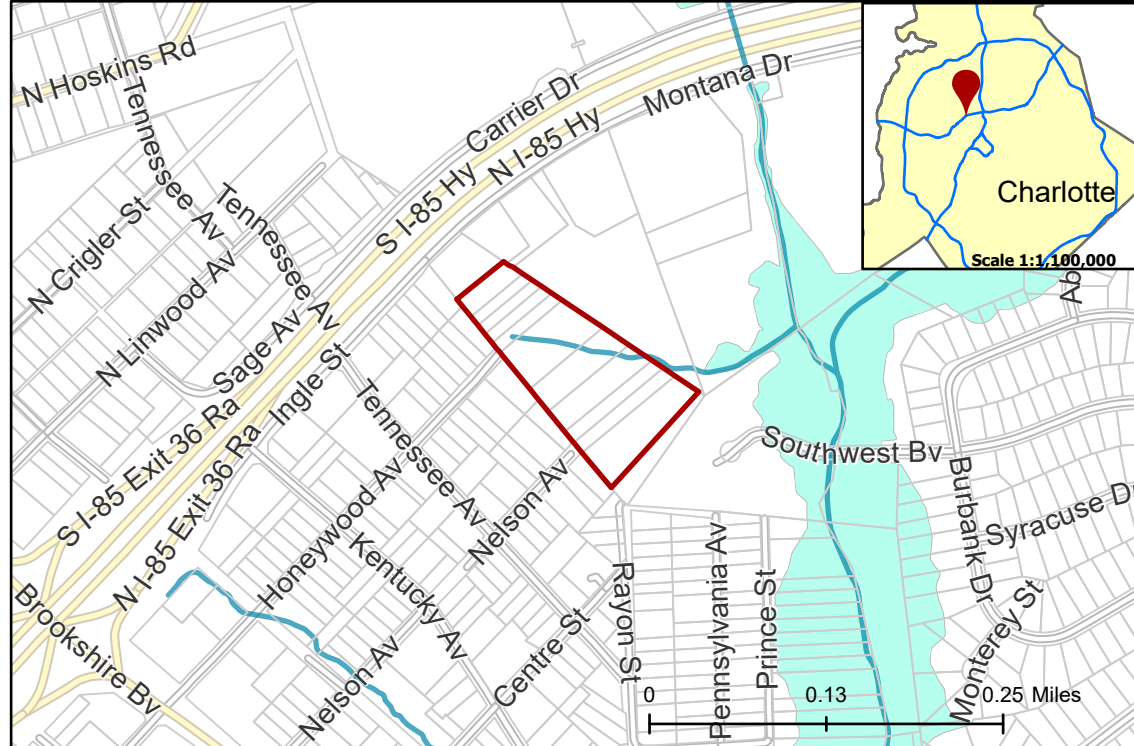 N Hoskins Rd
Tennessee Av
Carrier Dr
Montana Dr
N I-85 Hy
S I-85 Hy
Charlotte
Scale 1:1,100,000
N Crigler St
Tennessee Av
N Linwood Av
Sage Av
Ingle St
Tennessee Av
S I-85 Exit 36 Ra
N I-85 Exit 36 Ra
Honeywood Av
Nelson Av
Kentucky Av
Southwest Bv
Burbank Dr
Syracuse Dr
Ab
Brookshire Bv
Nelson Av
Centre St
Rayon St
Pennsylvania Av
Prince St
Monterey St
0 0.13 0.25 Miles